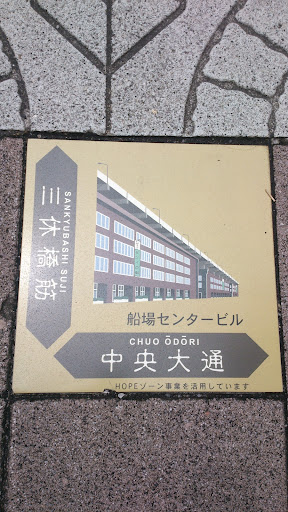 三休橋筋
SANKYUBASHI SUJI
船場センタービル
CHUO ŌDŌRI
中央大通
HOPEゾーン事業を活用しています